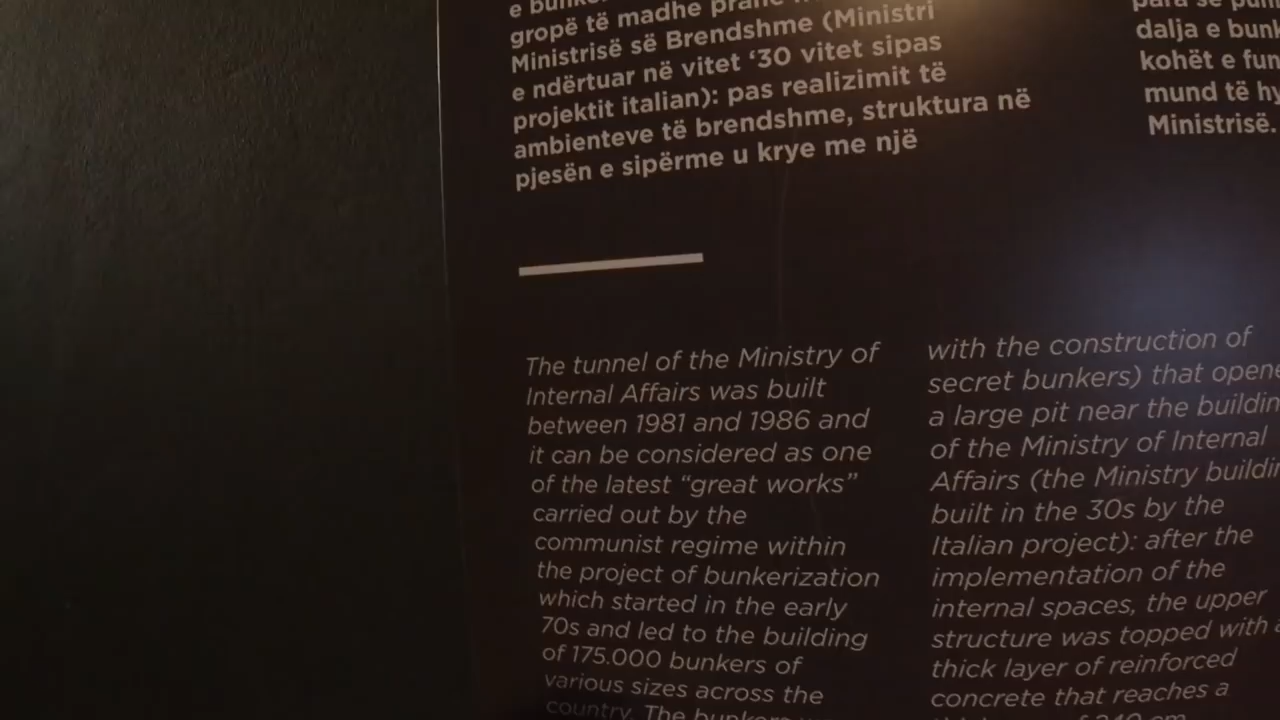 gropë të madhe pranë
Ministrisë së Brendshme (Ministri
e ndërtuar në vitet ‘30 vitet sipas
projektit italian): pas realizimit të
ambienteve të brendshme, struktura në
pjesën e sipërme u krye me një
dalja e
kohët e
mund të
Ministrisë.
The tunnel of the Ministry of
Internal Affairs was built
between 1981 and 1986 and
it can be considered as one
of the latest “great works”
carried out by the
communist regime within
the project of bunkerization
which started in the early
70s and led to the building
of 175.000 bunkers of
various sizes across the
country. The
with the construction of
secret bunkers) that
a large pit near the
of the Ministry of Internal
Affairs (the Ministry
built in the 30s by the
Italian project): after the
implementation of the
internal spaces, the upper
structure was topped with a
thick layer of reinforced
concrete that reaches a